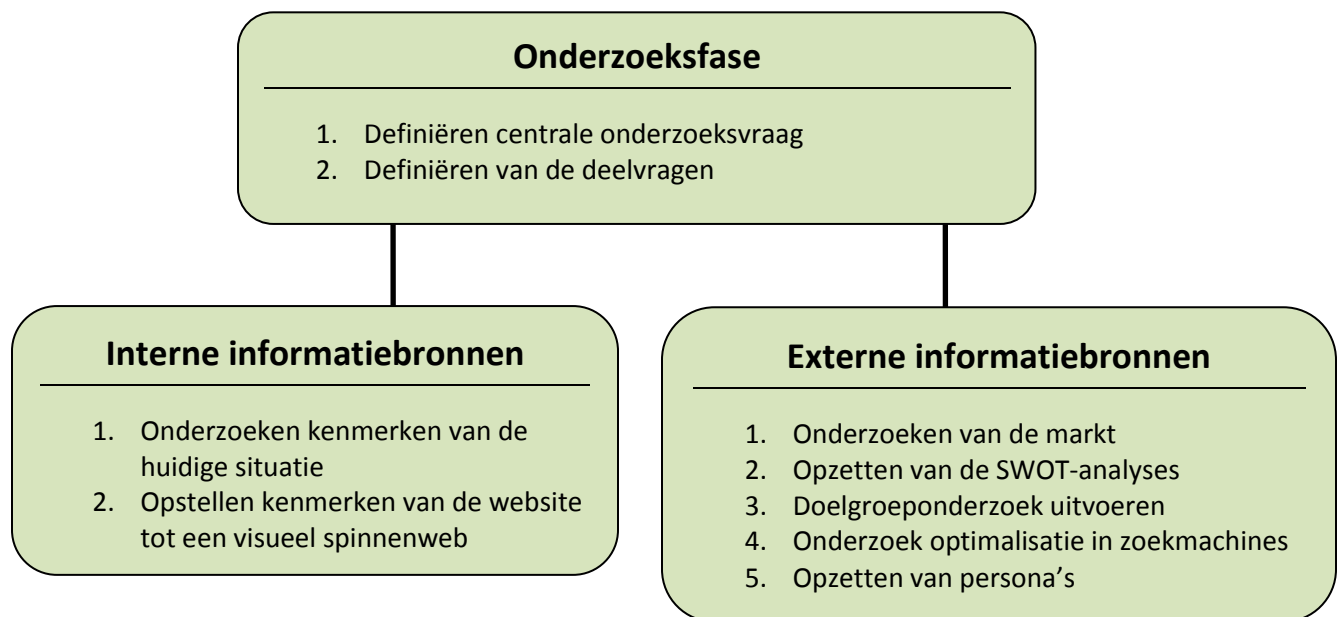 Onderzoeksfase
1. Definiëren centrale onderzoeksvraag
2. Definiëren van de deelvragen
Interne informatiebronnen
1. Onderzoeken kenmerken van de
huidige situatie
2. Opstellen kenmerken van de website
tot een visueel spinnenweb
Externe informatiebronnen
1. Onderzoeken van de markt
2. Opzetten van de SWOT-analyses
3. Doelgroeponderzoek uitvoeren
4. Onderzoek optimalisatie in zoekmachines
5. Opzetten van persona’s